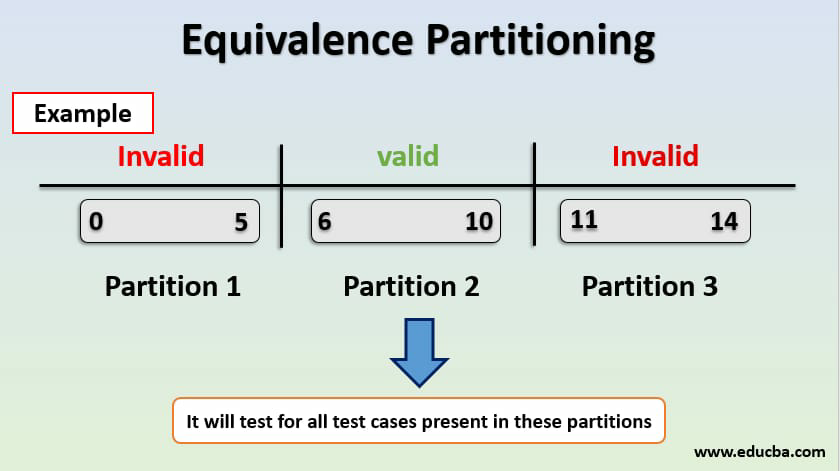 Equivalence Partitioning
Example
Invalid valid Invalid
0 5 6 10 11 14
Partition 1 Partition 2 Partition 3
It will test for all test cases present in these partitions
www.educba.com